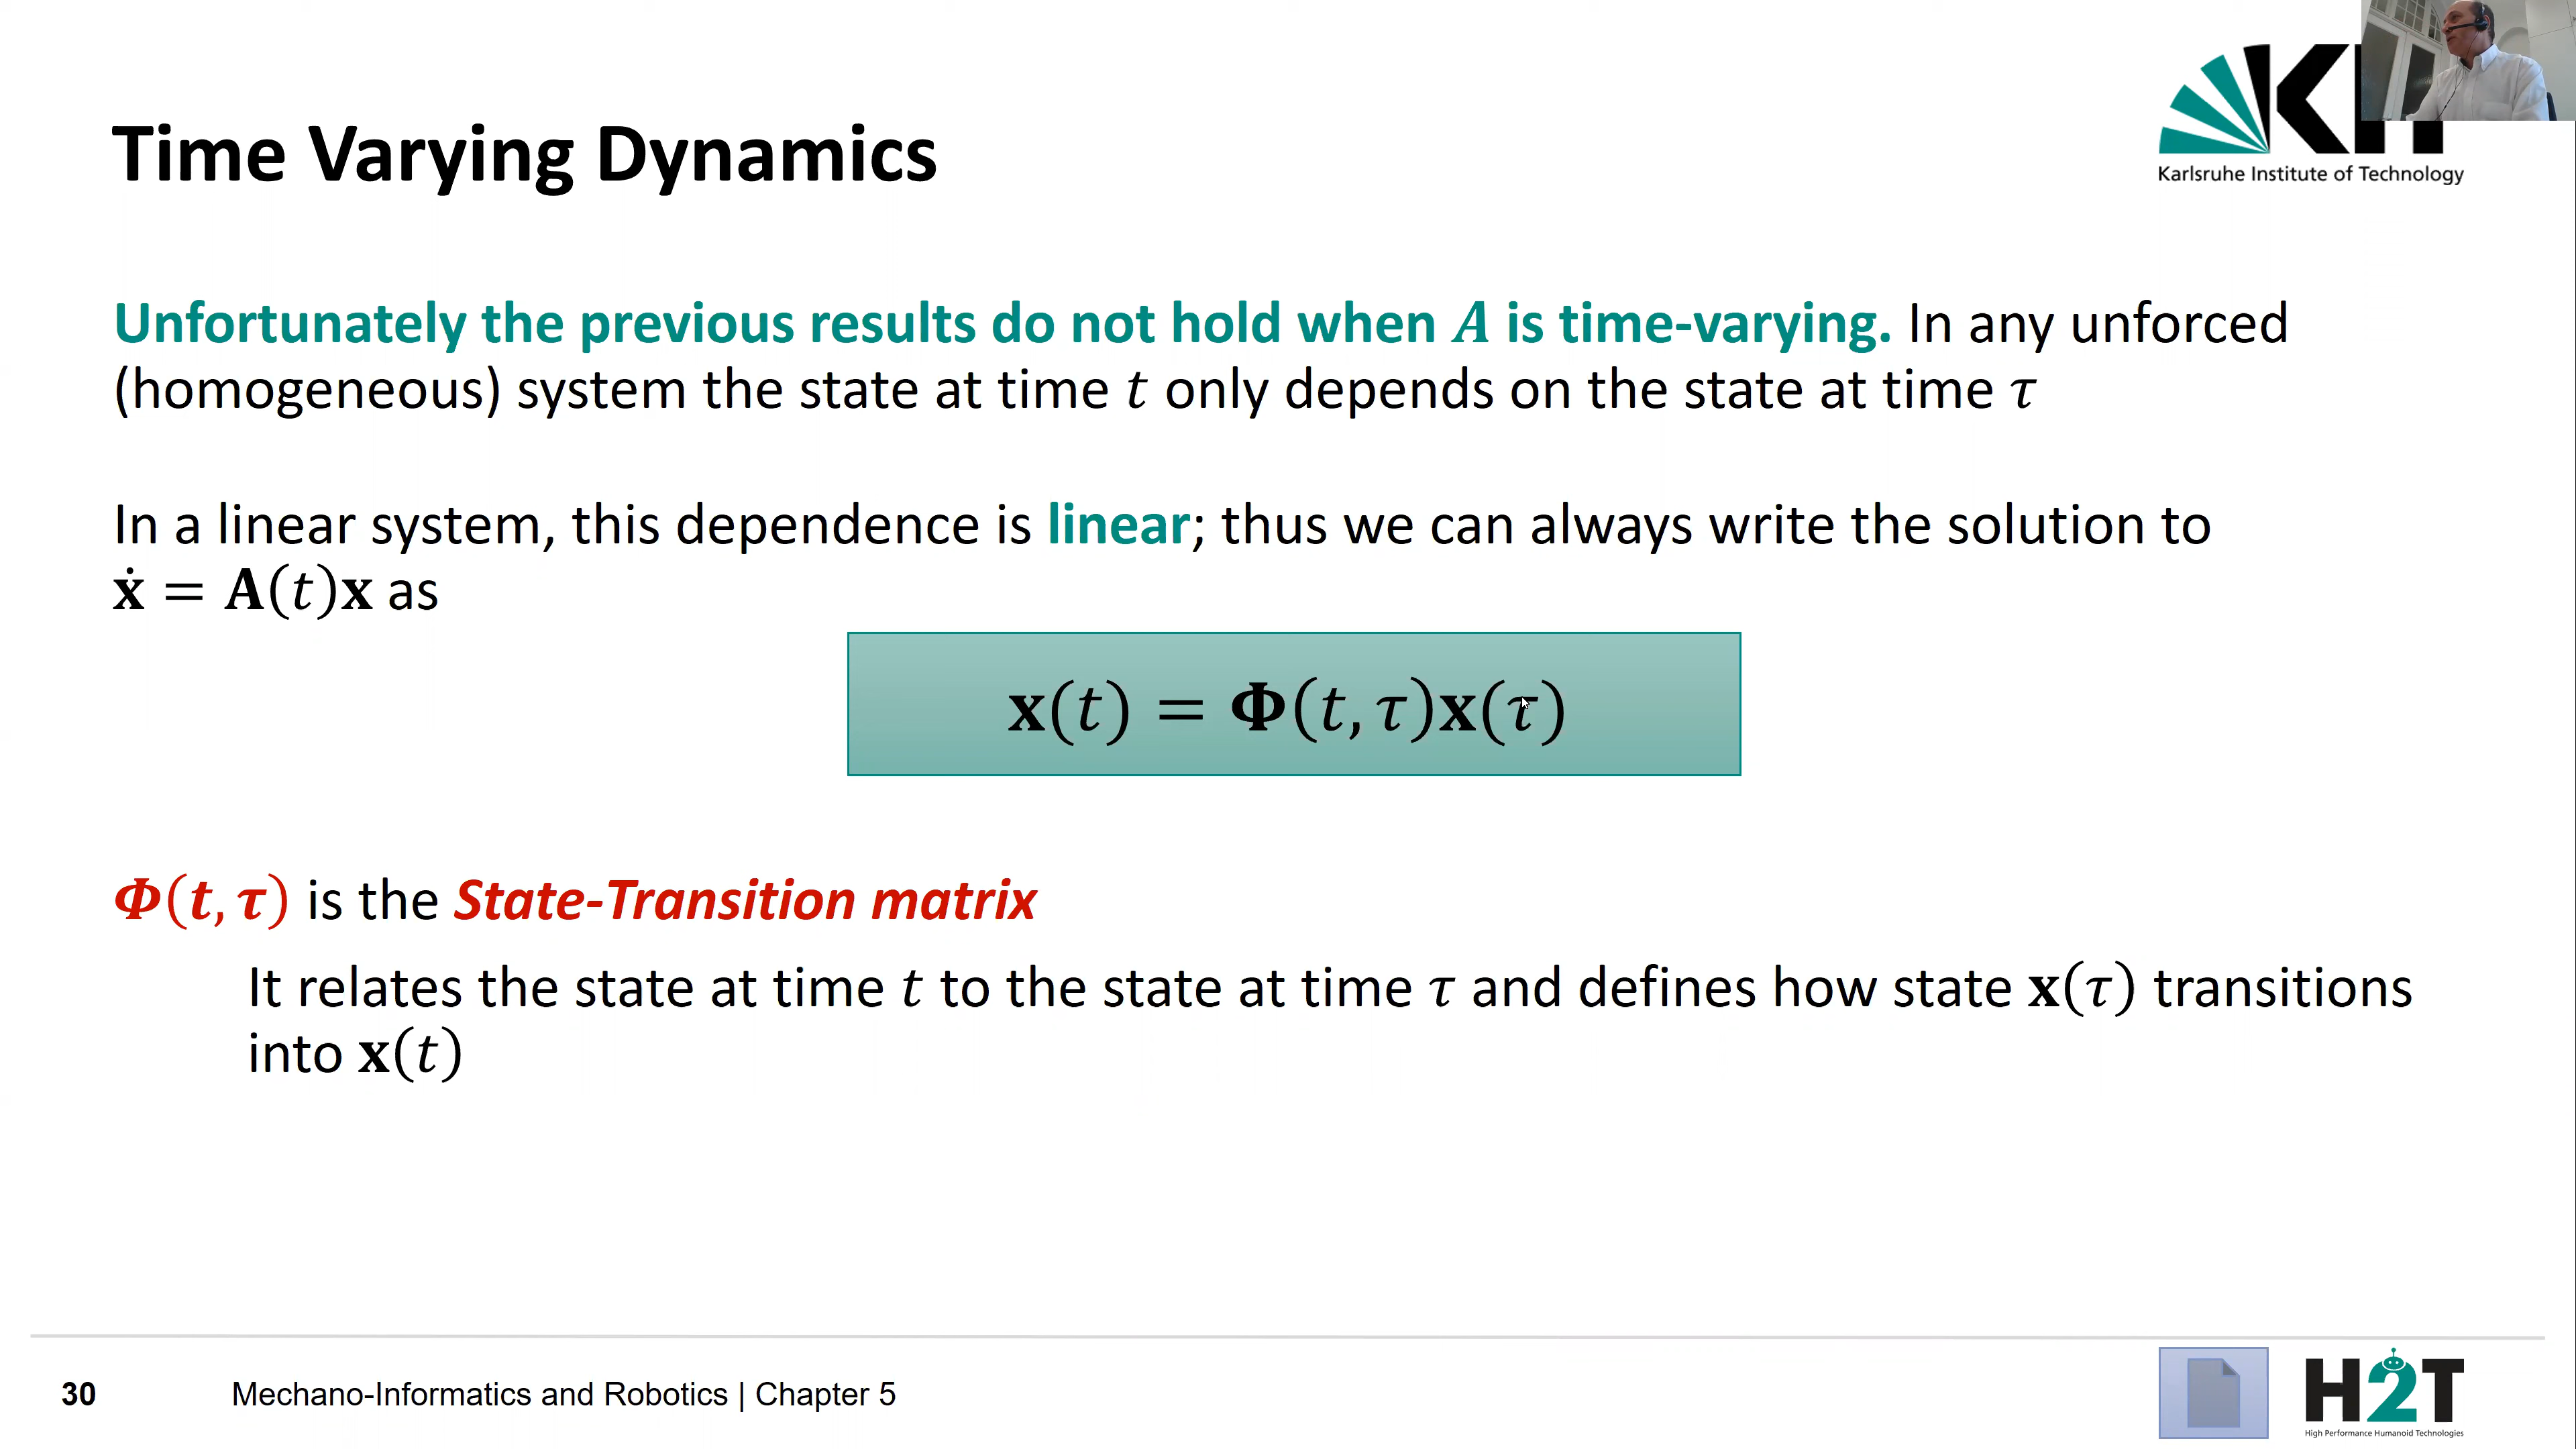 Time Varying Dynamics
Karlsruhe Institute of Technology
Unfortunately the previous results do not hold when A is time-varying. In any unforced
(homogeneous) system the state at time t only depends on the state at time τ
In a linear system, this dependence is linear; thus we can always write the solution to
ẋ = A(t)x as
x(t) = Φ(t, τ)x(τ)
Φ(t, τ) is the State-Transition matrix
It relates the state at time t to the state at time τ and defines how state x(τ) transitions
into x(t)
30 Mechano-Informatics and Robotics | Chapter 5
H2T
High Performance Humanoid Technologies